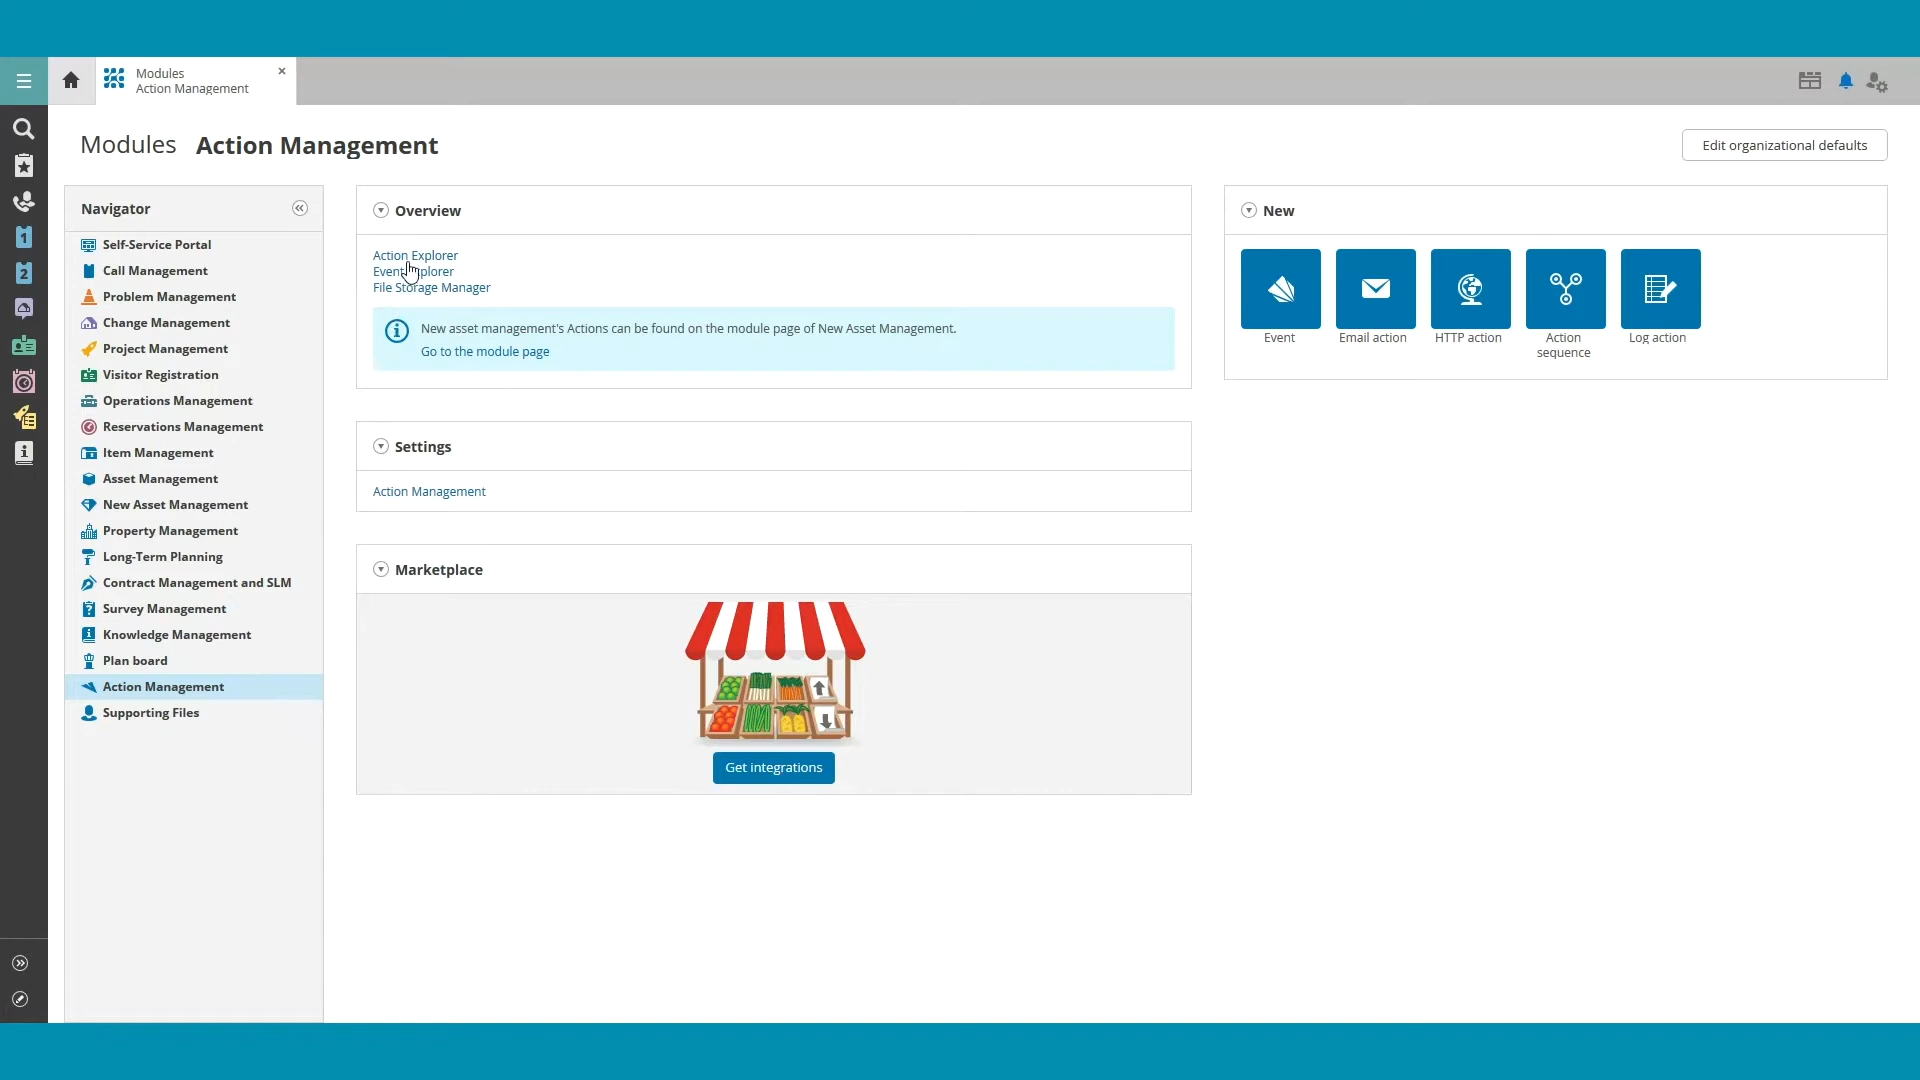 Modules
Action Management
Modules Action Management
Edit organizational defaults
Navigator
Self-Service Portal
Call Management
Problem Management
Change Management
Project Management
Visitor Registration
Operations Management
Reservations Management
Item Management
Asset Management
New Asset Management
Property Management
Long-Term Planning
Contract Management and SLM
Survey Management
Knowledge Management
Plan board
Action Management
Supporting Files
Overview
Action Explorer
Event Explorer
File Storage Manager
New asset management's Actions can be found on the module page of New Asset Management.
Go to the module page
Settings
Action Management
Marketplace
Get integrations
New
Event
Email action
HTTP action
Action
sequence
Log action
1
2